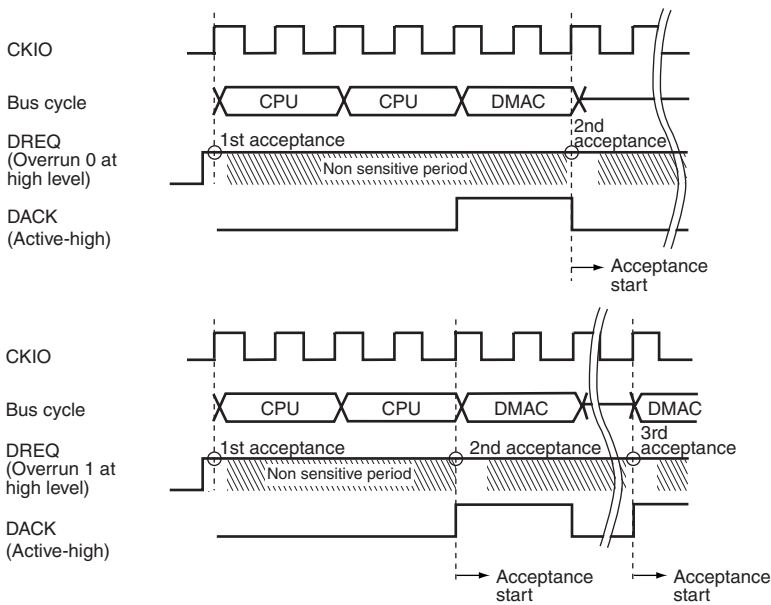 CKIO
Bus cycle
CPU
CPU
DMAC
DREQ
(Overrun 0 at
high level)
1st acceptance
2nd
acceptance
Non sensitive period
DACK
(Active-high)
Acceptance
start
CKIO
Bus cycle
CPU
CPU
DMAC
DMAC
DREQ
(Overrun 1 at
high level)
1st acceptance
2nd acceptance
3rd
acceptance
Non sensitive period
DACK
(Active-high)
Acceptance
start
Acceptance
start